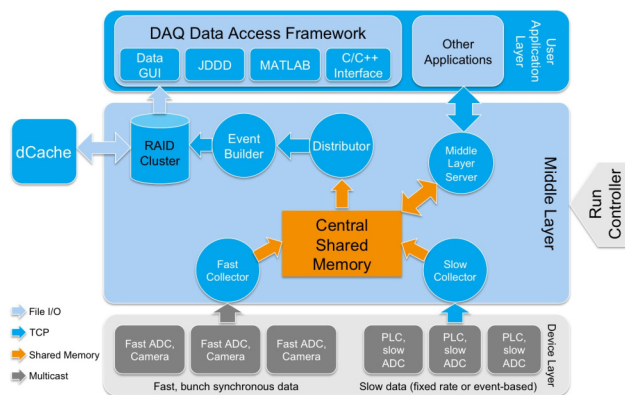 DAQ Data Access Framework
Data
GUI
JDDD
MATLAB
C/C++
Interface
Other
Applications
User
Application
Layer
dCache
RAID
Cluster
Event
Builder
Distributor
Middle
Layer
Server
Middle Layer
Run
Controller
Central
Shared
Memory
Fast
Collector
Slow
Collector
File I/O
TCP
Shared Memory
Multicast
Fast ADC,
Camera
Fast ADC,
Camera
Fast ADC,
Camera
PLC,
slow
ADC
PLC,
slow
ADC
PLC,
slow
ADC
Device Layer
Fast, bunch synchronous data
Slow data (fixed rate or event-based)